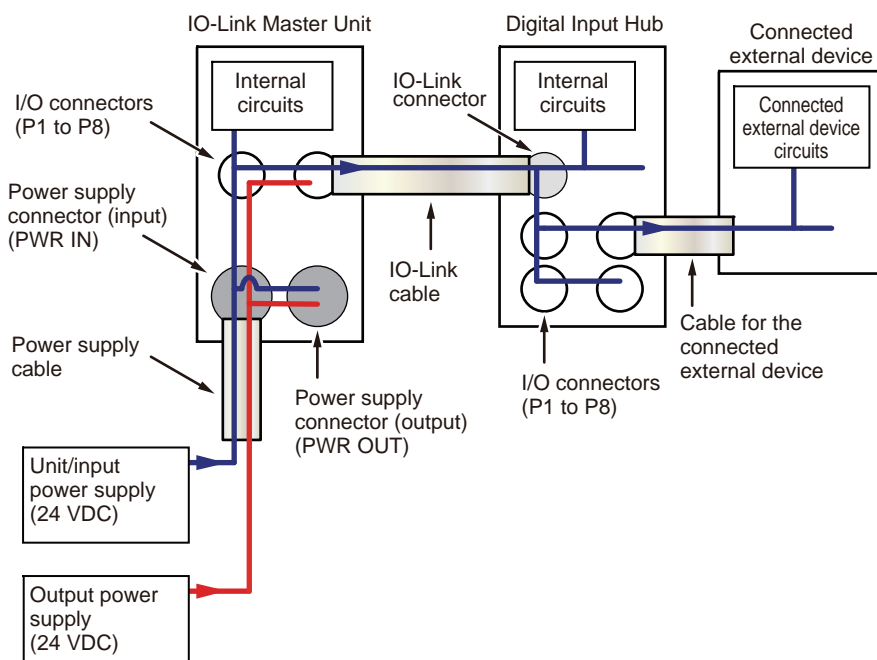 IO-Link Master Unit
Digital Input Hub
Connected
external device
Internal
circuits
IO-Link
connector
Internal
circuits
Connected
external device
circuits
I/O connectors
(P1 to P8)
Power supply
connector (input)
(PWR IN)
IO-Link
cable
Power supply
cable
Power supply
connector (output)
(PWR OUT)
I/O connectors
(P1 to P8)
Cable for the
connected
external device
Unit/input
power supply
(24 VDC)
Output power
supply
(24 VDC)